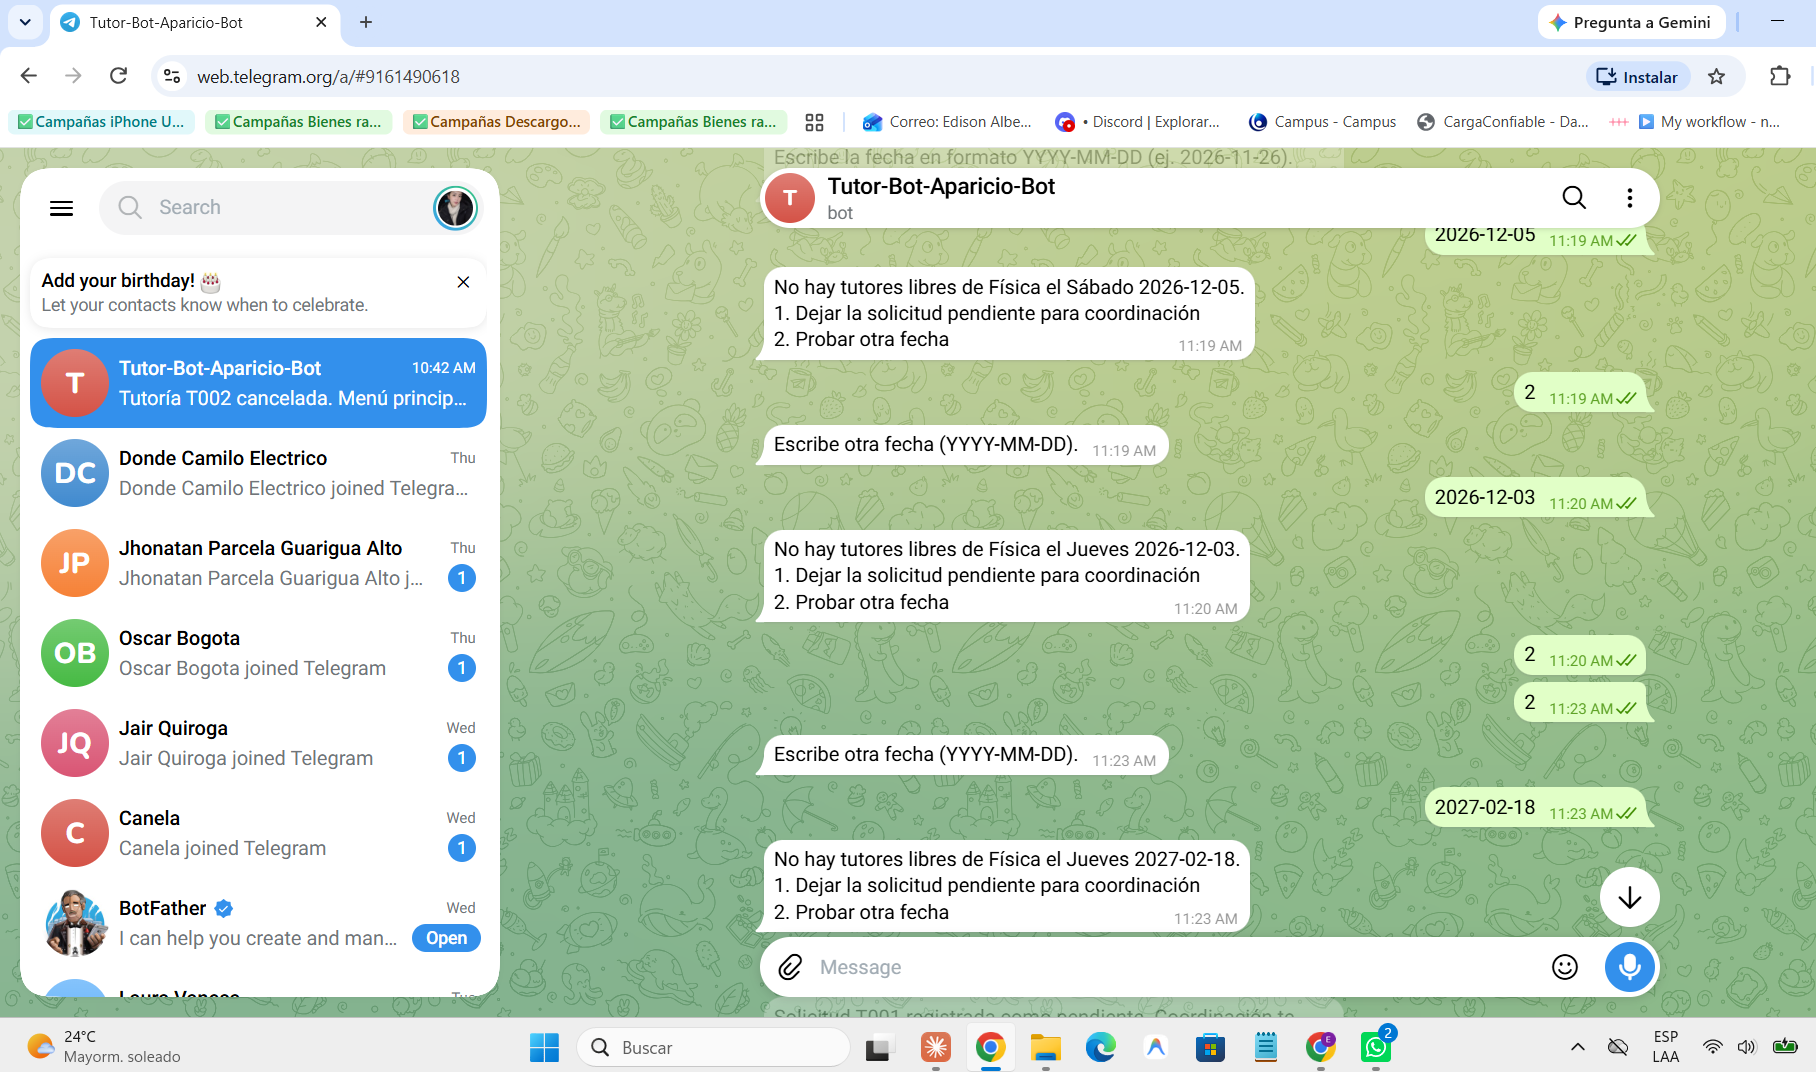 Tutor-Bot-Aparicio-Bot
Pregunta a Gemini
web.telegram.org/a/#9161490618
Instalar
Campañas iPhone U...
Campañas Bienes ra...
Campañas Descargo...
Campañas Bienes ra...
Correo: Edison Albe...
• Discord | Explorar...
Campus - Campus
CargaConfiable - Da...
My workflow - n...
Search
Add your birthday! 🎂
Let your contacts know when to celebrate.
T
Tutor-Bot-Aparicio-Bot
10:42 AM
Tutoría T002 cancelada. Menú princip...
DC
Donde Camilo Electrico
Thu
Donde Camilo Electrico joined Telegra...
JP
Jhonatan Parcela Guarigua Alto
Thu
Jhonatan Parcela Guarigua Alto j...
1
OB
Oscar Bogota
Thu
Oscar Bogota joined Telegram
1
JQ
Jair Quiroga
Wed
Jair Quiroga joined Telegram
1
C
Canela
Wed
Canela joined Telegram
1
BotFather
Wed
I can help you create and man...
Open
Escribe la fecha en formato YYYY-MM-DD (ej. 2026-11-26).
T
Tutor-Bot-Aparicio-Bot
bot
2026-12-05 11:19 AM
No hay tutores libres de Física el Sábado 2026-12-05.
1. Dejar la solicitud pendiente para coordinación
2. Probar otra fecha
11:19 AM
2 11:19 AM
Escribe otra fecha (YYYY-MM-DD). 11:19 AM
2026-12-03 11:20 AM
No hay tutores libres de Física el Jueves 2026-12-03.
1. Dejar la solicitud pendiente para coordinación
2. Probar otra fecha
11:20 AM
2 11:20 AM
2 11:23 AM
Escribe otra fecha (YYYY-MM-DD). 11:23 AM
2027-02-18 11:23 AM
No hay tutores libres de Física el Jueves 2027-02-18.
1. Dejar la solicitud pendiente para coordinación
2. Probar otra fecha
11:23 AM
Message
Solicitud T001 registrada como pendiente. Coordinación te
24°C
Mayorm. soleado
Buscar
E
2
ESP
LAA